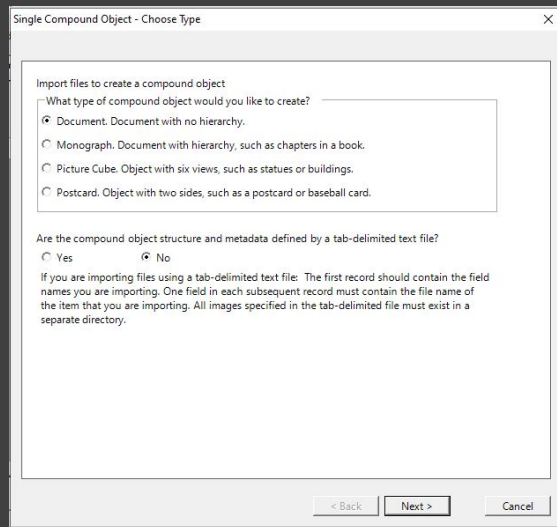 Single Compound Object - Choose Type
Import files to create a compound object
What type of compound object would you like to create?
Document. Document with no hierarchy.
Monograph. Document with hierarchy, such as chapters in a book.
Picture Cube. Object with six views, such as statues or buildings.
Postcard. Object with two sides, such as a postcard or baseball card.
Are the compound object structure and metadata defined by a tab-delimited text file?
Yes No
If you are importing files using a tab-delimited text file: The first record should contain the field
names you are importing. One field in each subsequent record must contain the file name of
the item that you are importing. All images specified in the tab-delimited file must exist in a
separate directory.
< Back Next > Cancel